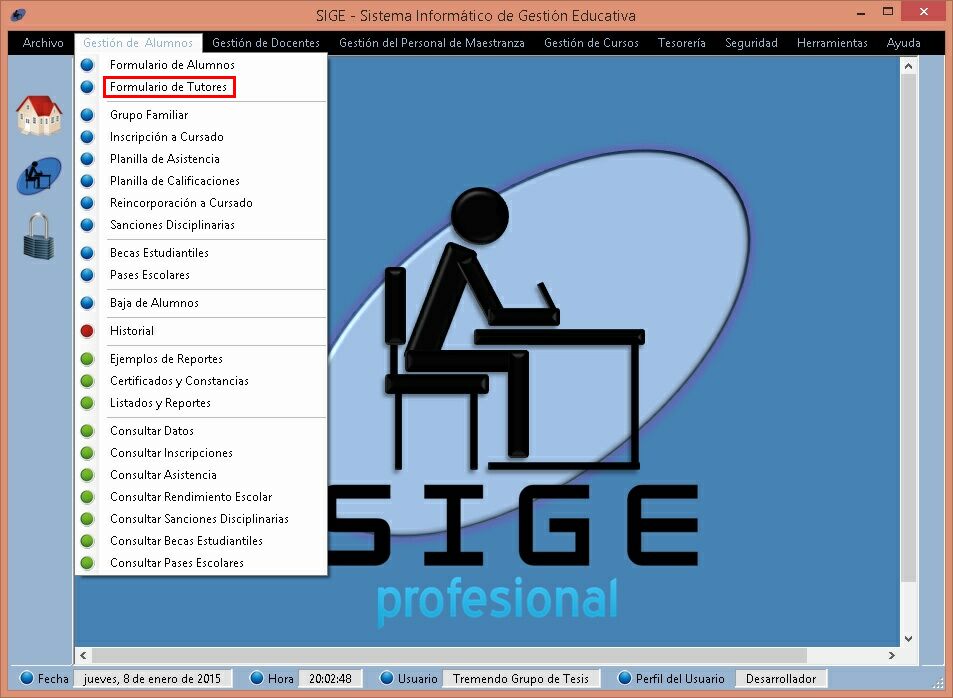 SIGE - Sistema Informático de Gestión Educativa
Archivo Gestión de Alumnos Gestión de Docentes Gestión del Personal de Maestranza Gestión de Cursos Tesorería Seguridad Herramientas Ayuda
Formulario de Alumnos
Formulario de Tutores
Grupo Familiar
Inscripción a Cursado
Planilla de Asistencia
Planilla de Calificaciones
Reincorporación a Cursado
Sanciones Disciplinarias
Becas Estudiantiles
Pases Escolares
Baja de Alumnos
Historial
Ejemplos de Reportes
Certificados y Constancias
Listados y Reportes
Consultar Datos
Consultar Inscripciones
Consultar Asistencia
Consultar Rendimiento Escolar
Consultar Sanciones Disciplinarias
Consultar Becas Estudiantiles
Consultar Pases Escolares
SIGE
profesional
Fecha jueves, 8 de enero de 2015 Hora 20:02:48 Usuario Tremendo Grupo de Tesis Perfil del Usuario Desarrollador